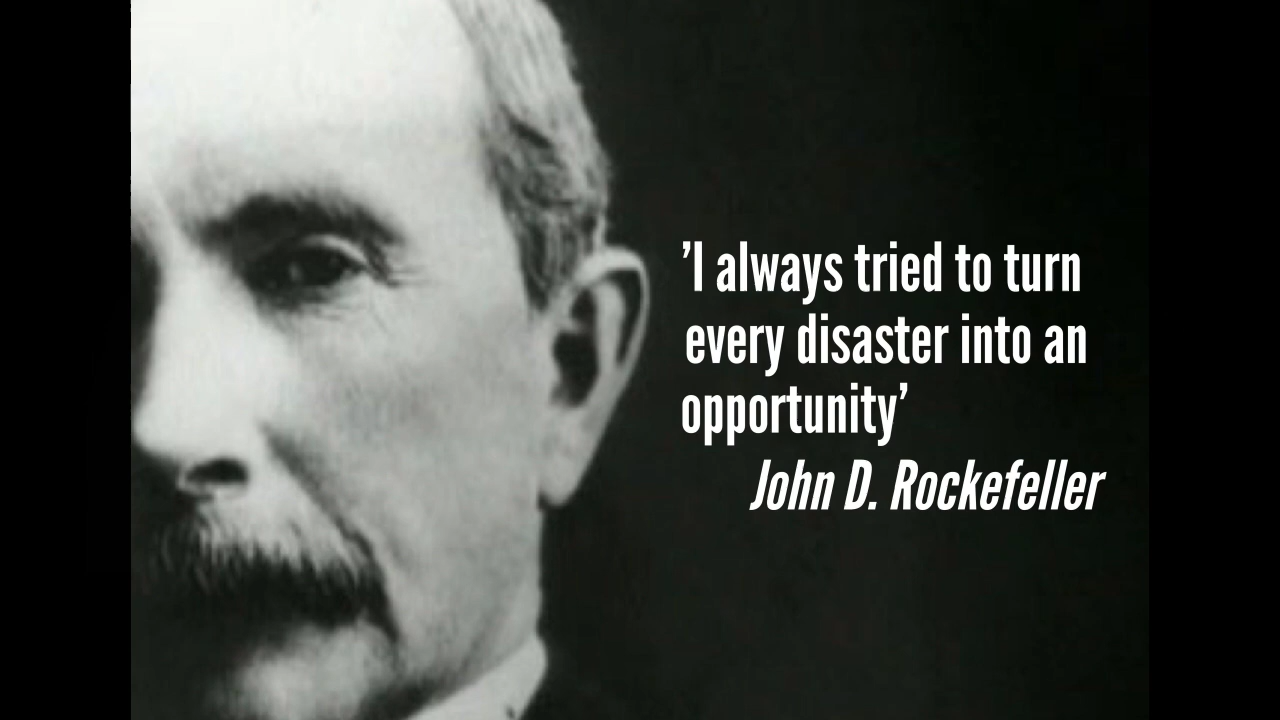 ’I always tried to turn
every disaster into an
opportunity’
John D. Rockefeller